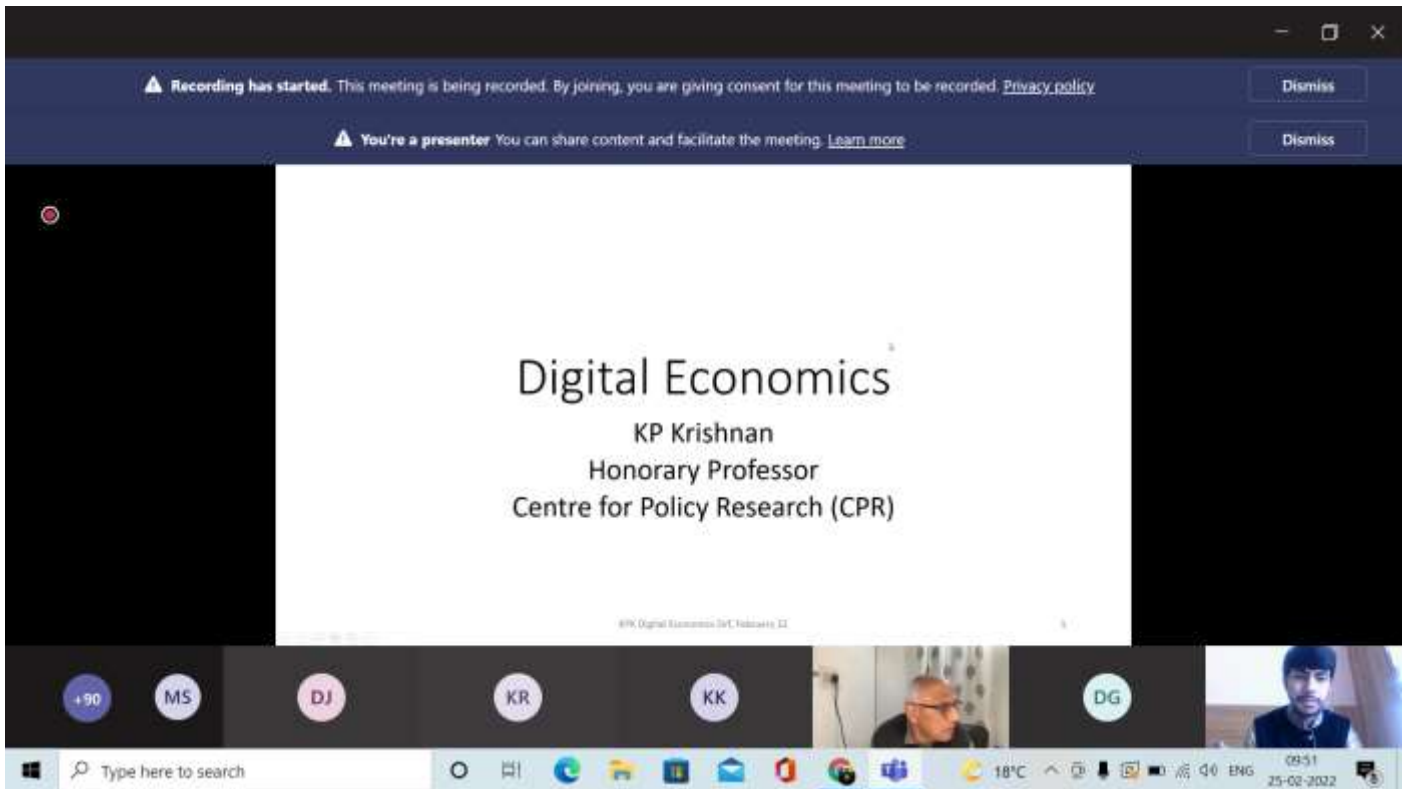 Recording has started. This meeting is being recorded. By joining, you are giving consent for this meeting to be recorded. Privacy policy
Dismiss
You're a presenter You can share content and facilitate the meeting. Learn more
Dismiss
Digital Economics
KP Krishnan
Honorary Professor
Centre for Policy Research (CPR)
KPK Digital Economics
+90
MS
DJ
KR
KK
DG
Type here to search
18°C
ENG
09:51
25-02-2022